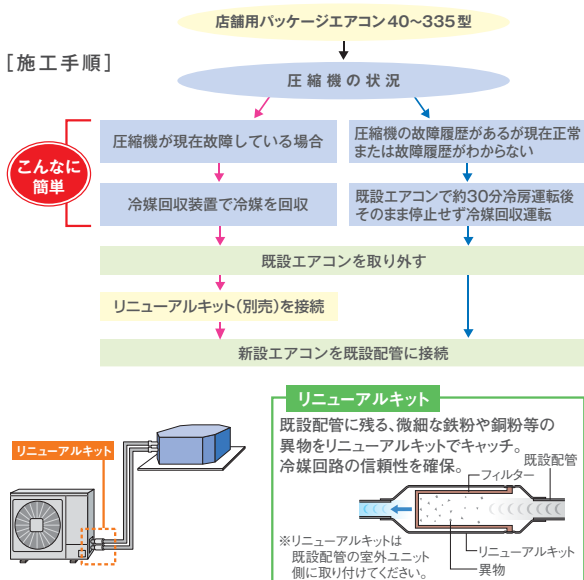 店舗用パッケージエアコン40～335型
［施工手順］
圧縮機の状況
こんなに
簡単
圧縮機が現在故障している場合
圧縮機の故障履歴があるが現在正常
または故障履歴がわからない
冷媒回収装置で冷媒を回収
既設エアコンで約30分冷房運転後
そのまま停止せず冷媒回収運転
既設エアコンを取り外す
リニューアルキット(別売)を接続
新設エアコンを既設配管に接続
リニューアルキット
リニューアルキット
既設配管に残る、微細な鉄粉や銅粉等の
異物をリニューアルキットでキャッチ。
冷媒回路の信頼性を確保。
既設配管
フィルター
※リニューアルキットは
既設配管の室外ユニット
側に取り付けてください。
リニューアルキット
異物